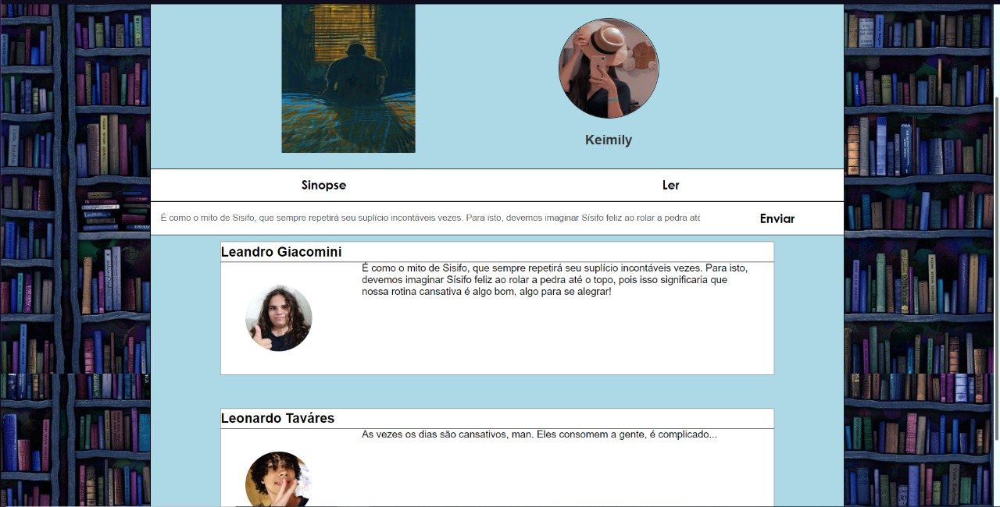 Keimily
Sinopse
Ler
É como o mito de Sisifo, que sempre repetirá seu suplício incontáveis vezes. Para isto, devemos imaginar Sísifo feliz ao rolar a pedra até
Enviar
Leandro Giacomini
É como o mito de Sisifo, que sempre repetirá seu suplício incontáveis vezes. Para isto,
devemos imaginar Sísifo feliz ao rolar a pedra até o topo, pois isso significaria que
nossa rotina cansativa é algo bom, algo para se alegrar!
Leonardo Taváres
As vezes os dias são cansativos, man. Eles consomem a gente, é complicado...